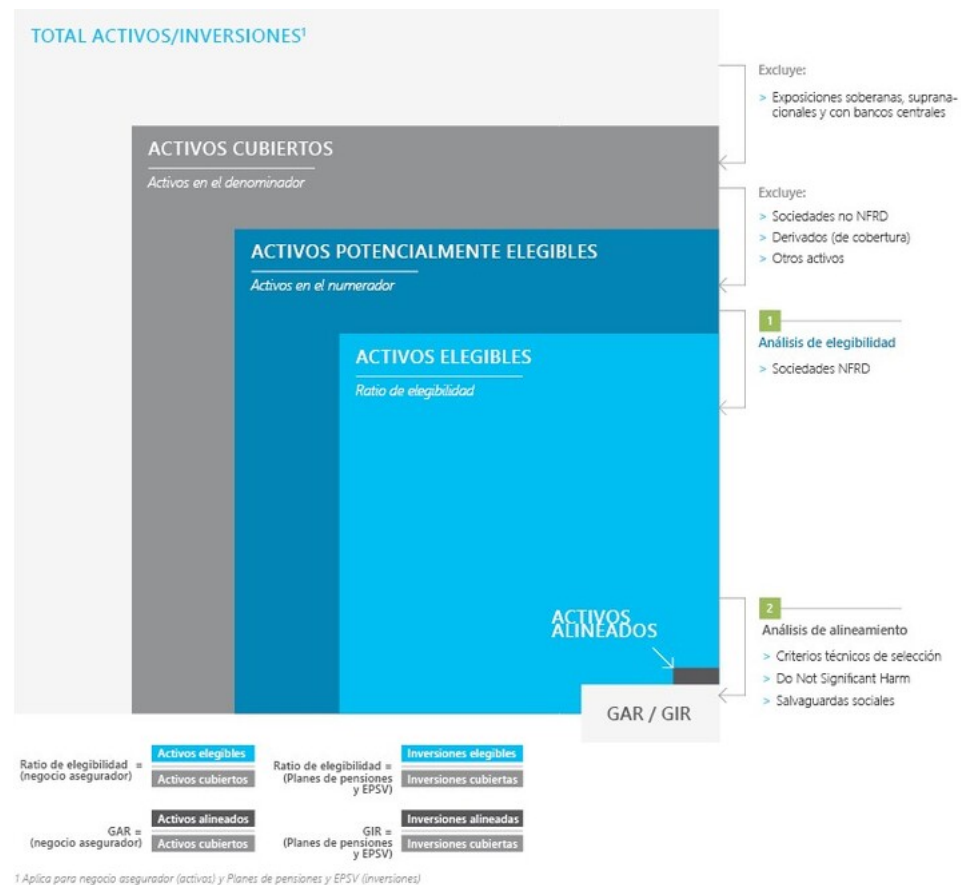 TOTAL ACTIVOS/INVERSIONES¹
Excluye:
> Exposiciones soberanas, suprana-
cionales y con bancos centrales
ACTIVOS CUBIERTOS
Activos en el denominador
Excluye:
> Sociedades no NFRD
> Derivados (de cobertura)
> Otros activos
ACTIVOS POTENCIALMENTE ELEGIBLES
Activos en el numerador
1
Análisis de elegibilidad
> Sociedades NFRD
ACTIVOS ELEGIBLES
Ratio de elegibilidad
ACTIVOS
ALINEADOS
2
Análisis de alineamiento
> Criterios técnicos de selección
> Do Not Significant Harm
> Salvaguardas sociales
GAR / GIR
Ratio de elegibilidad =
(negocio asegurador)
Activos elegibles
Activos cubiertos
Ratio de elegibilidad =
(Planes de pensiones
y EPSV)
Inversiones elegibles
Inversiones cubiertas
GAR =
(negocio asegurador)
Activos alineados
Activos cubiertos
GIR =
(Planes de pensiones
y EPSV)
Inversiones alineadas
Inversiones cubiertas
1 Aplica para negocio asegurador (activos) y Planes de pensiones y EPSV (inversiones)